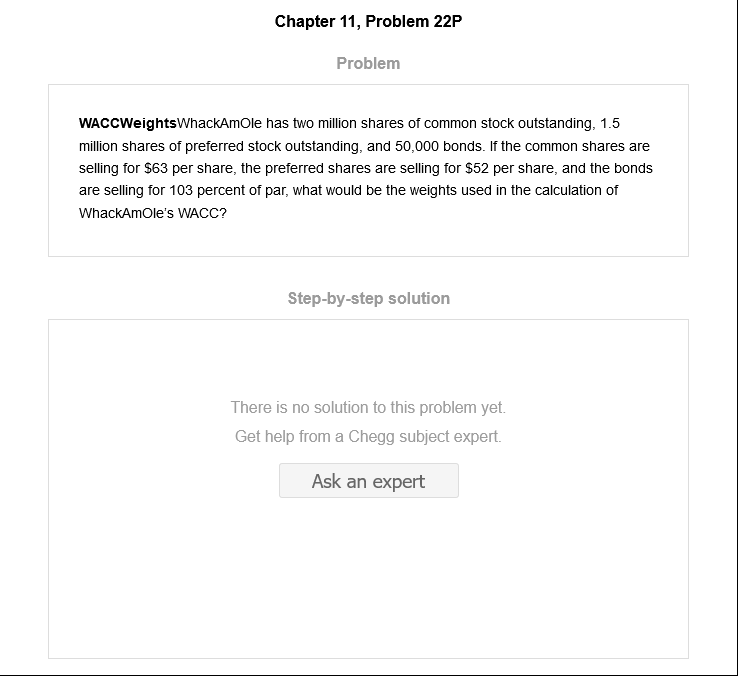 Chapter 11, Problem 22P
Problem
WACCWeightsWhackAmOle has two million shares of common stock outstanding, 1.5
million shares of preferred stock outstanding, and 50,000 bonds. If the common shares are
selling for $63 per share, the preferred shares are selling for $52 per share, and the bonds
are selling for 103 percent of par, what would be the weights used in the calculation of
WhackAmOle's WACC?
Step-by-step solution
There is no solution to this problem yet.
Get help from a Chegg subject expert.
Ask an expert